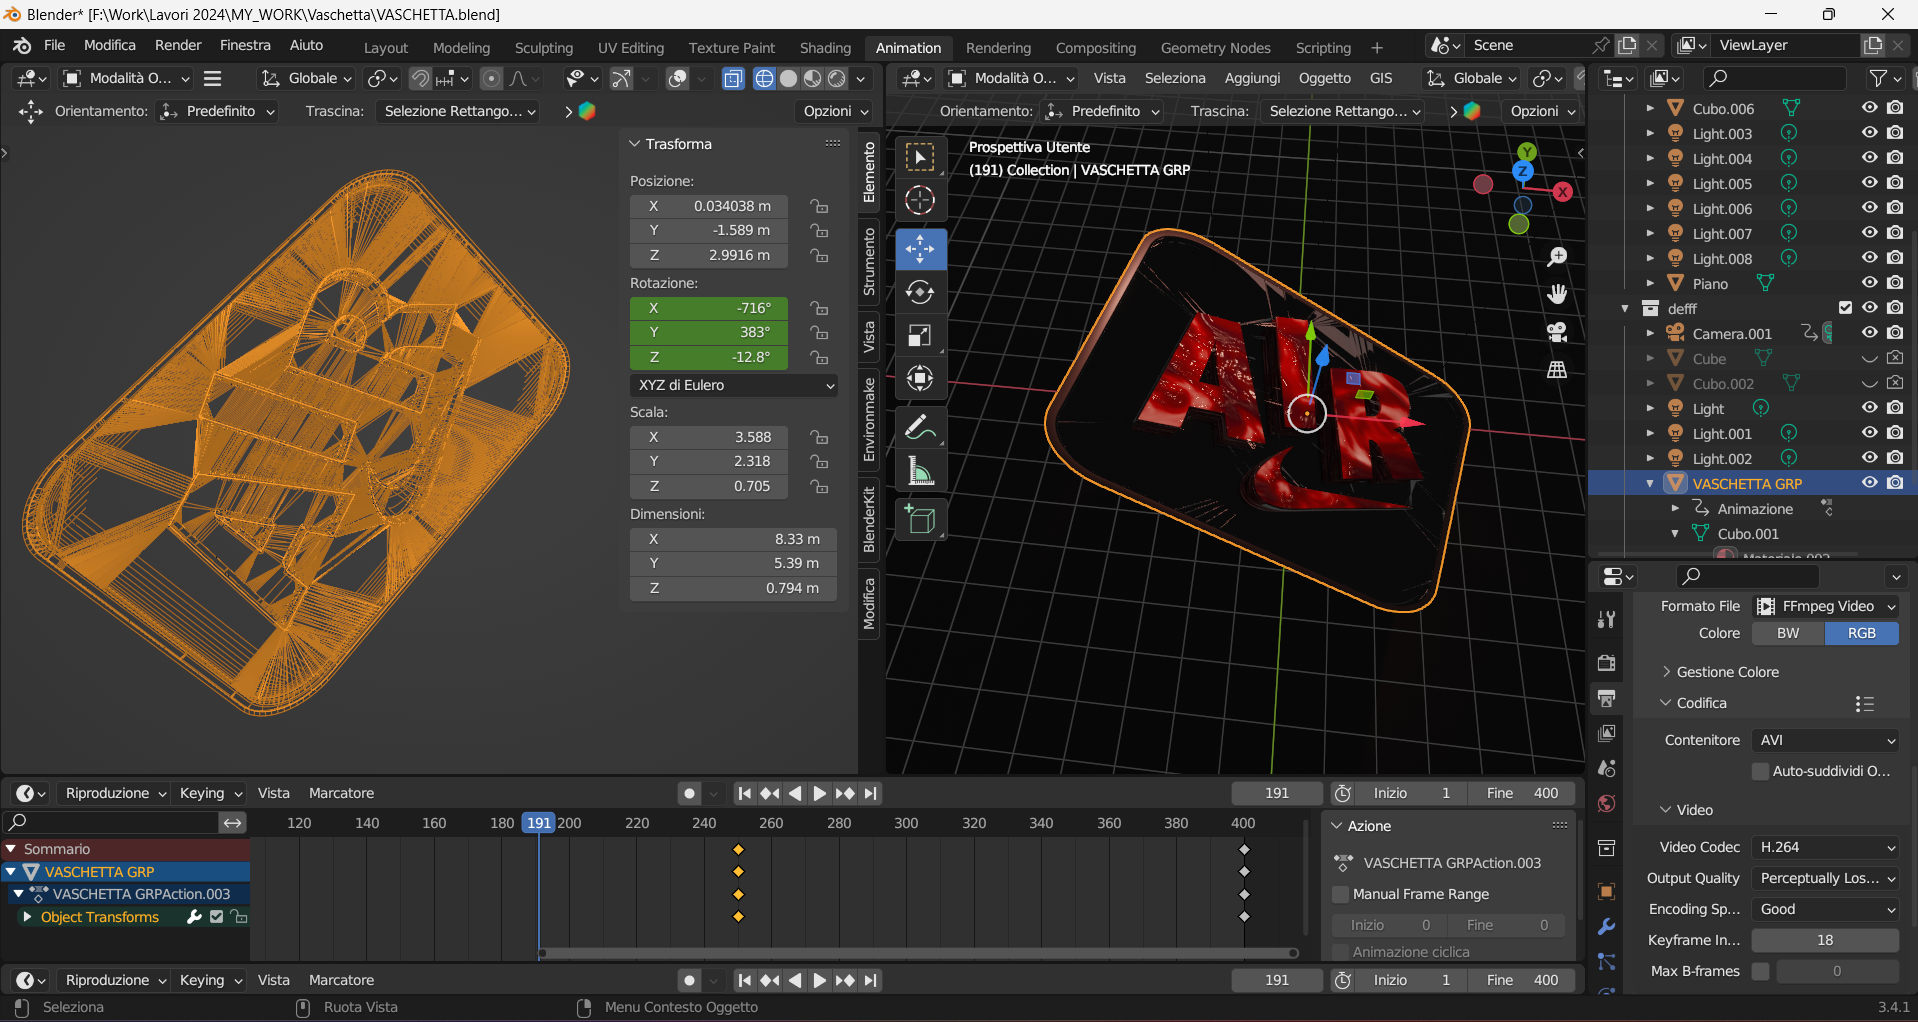 Blender* [F:\Work\Lavori 2024\MY_WORK\Vaschetta\VASCHETTA.blend]
File Modifica Render Finestra Aiuto Layout Modeling Sculpting UV Editing Texture Paint Shading Animation Rendering Compositing Geometry Nodes Scripting + Scene ViewLayer
Modalità O... Globale
Modalità O... Vista Seleziona Aggiungi Oggetto GIS Globale
Orientamento: Predefinito Trascina: Selezione Rettango... Opzioni
Orientamento: Predefinito Trascina: Selezione Rettango... Opzioni
Trasforma
Posizione:
X 0.034038 m
Y -1.589 m
Z 2.9916 m
Rotazione:
X -716°
Y 383°
Z -12.8°
XYZ di Eulero
Scala:
X 3.588
Y 2.318
Z 0.705
Dimensioni:
X 8.33 m
Y 5.39 m
Z 0.794 m
Elemento
Strumento
Vista
Environmake
BlenderKit
Modifica
Prospettiva Utente
(191) Collection | VASCHETTA GRP
Y
Z
X
ALR
Cubo.006
Light.003
Light.004
Light.005
Light.006
Light.007
Light.008
Piano
defff
Camera.001
Cube
Cubo.002
Light
Light.001
Light.002
VASCHETTA GRP
Animazione
Cubo.001
Materiale.002
Formato File FFmpeg Video
Colore BW RGB
Gestione Colore
Codifica
Contenitore AVI
Auto-suddividi O...
Video
Video Codec H.264
Output Quality Perceptually Los...
Encoding Sp... Good
Keyframe In... 18
Max B-frames 0
Riproduzione Keying Vista Marcatore 191 Inizio 1 Fine 400
120 140 160 180 191 200 220 240 260 280 300 320 340 360 380 400
Sommario
VASCHETTA GRP
VASCHETTA GRPAction.003
Object Transforms
Azione
VASCHETTA GRPAction.003
Manual Frame Range
Inizio 0 Fine 0
Animazione ciclica
Riproduzione Keying Vista Marcatore 191 Inizio 1 Fine 400
Seleziona Ruota Vista Menu Contesto Oggetto 3.4.1